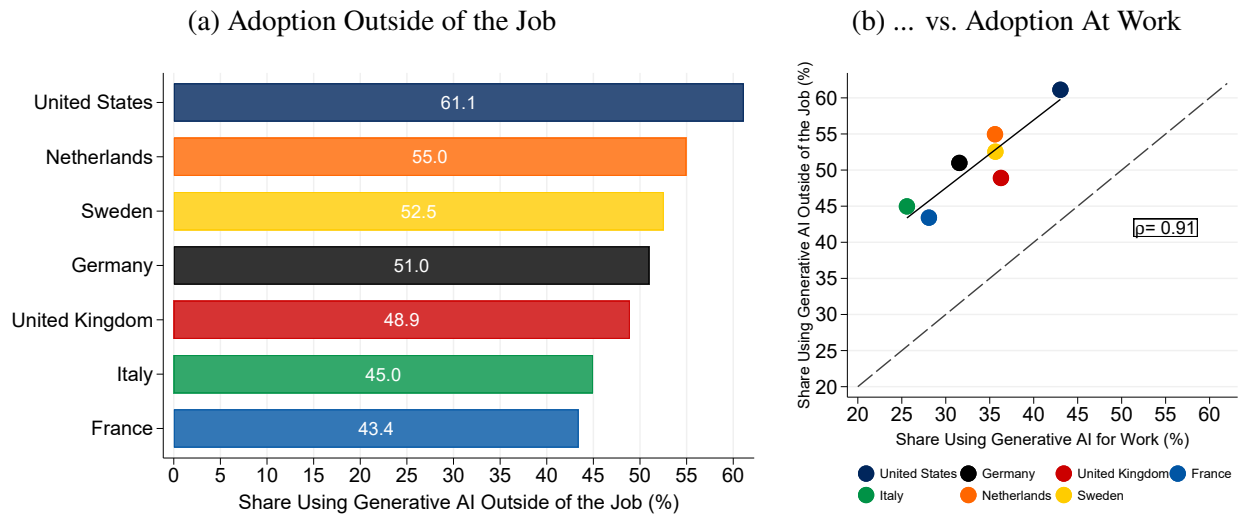 (a) Adoption Outside of the Job
United States
61.1
Netherlands
55.0
Sweden
52.5
Germany
51.0
United Kingdom
48.9
Italy
45.0
France
43.4
0 5 10 15 20 25 30 35 40 45 50 55 60
Share Using Generative AI Outside of the Job (%)
(b) ... vs. Adoption At Work
Share Using Generative AI Outside of the Job (%)
60
55
50
45
40
35
30
25
20
ρ= 0.91
20 25 30 35 40 45 50 55 60
Share Using Generative AI for Work (%)
United States Germany United Kingdom France
Italy Netherlands Sweden